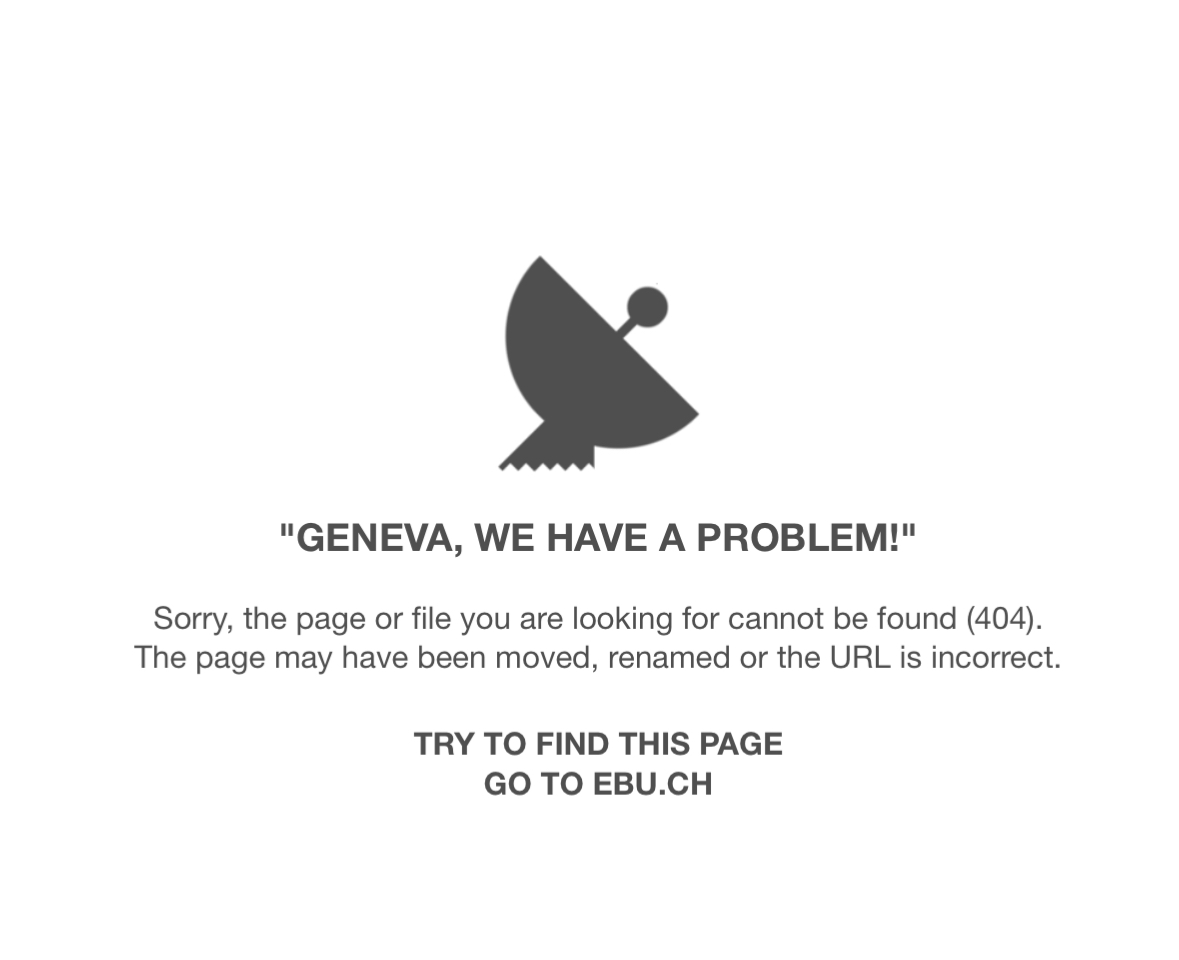 "GENEVA, WE HAVE A PROBLEM!"
Sorry, the page or file you are looking for cannot be found (404).
The page may have been moved, renamed or the URL is incorrect.
TRY TO FIND THIS PAGE
GO TO EBU.CH